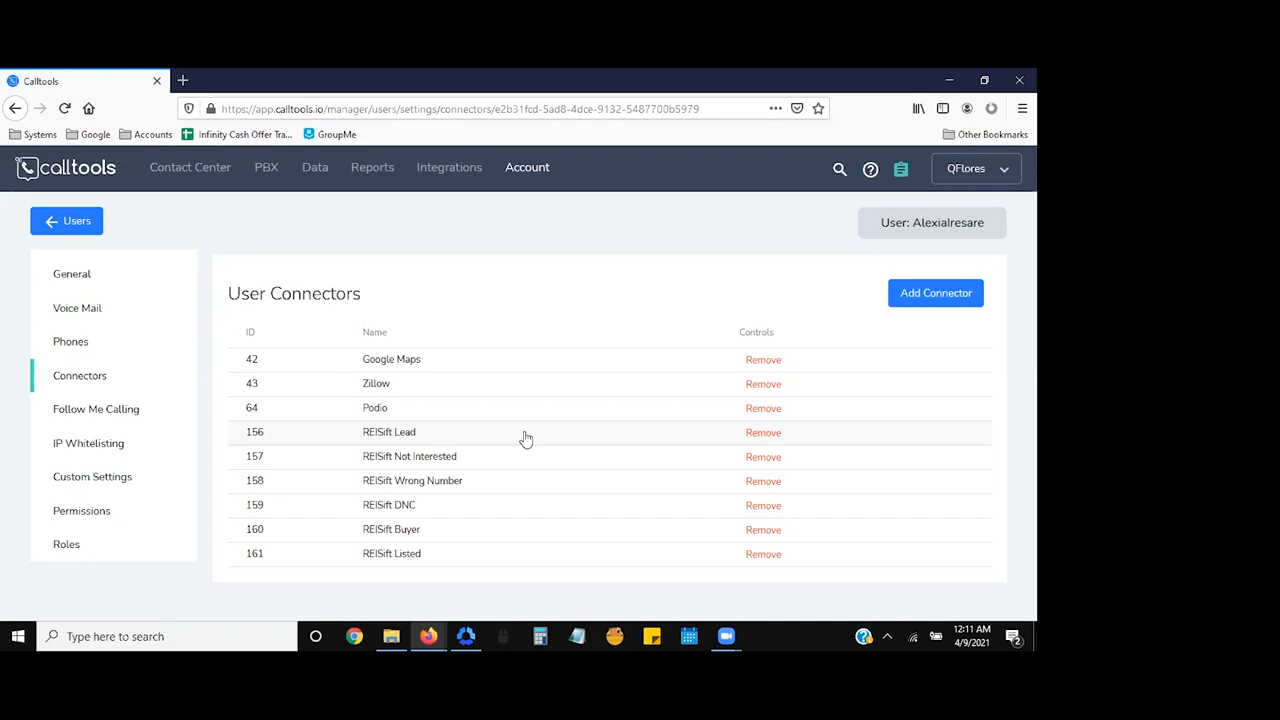 Calltools
https://app.calltools.io/manager/users/settings/connectors/e2b31fcd-5ad8-4dce-9132-5487700b5979
Systems Google Accounts Infinity Cash Offer Tra... GroupMe Other Bookmarks
calltools Contact Center PBX Data Reports Integrations Account QFlores
Users User: AlexiaIresare
General
Voice Mail
Phones
Connectors
Follow Me Calling
IP Whitelisting
Custom Settings
Permissions
Roles
User Connectors Add Connector
ID Name Controls
42 Google Maps Remove
43 Zillow Remove
64 Podio Remove
156 REISift Lead Remove
157 REISift Not Interested Remove
158 REISift Wrong Number Remove
159 REISift DNC Remove
160 REISift Buyer Remove
161 REISift Listed Remove
Type here to search
12:11 AM
4/9/2021
2